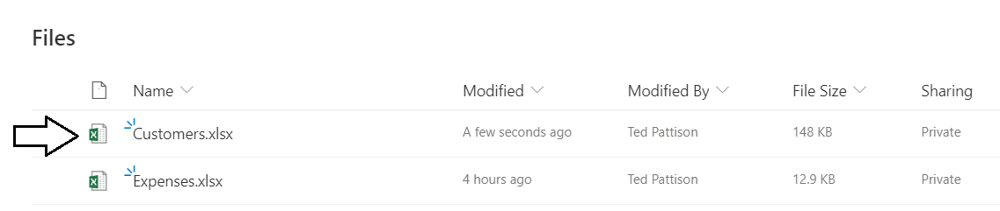 Files
Name Modified Modified By File Size Sharing
Customers.xlsx A few seconds ago Ted Pattison 148 KB Private
Expenses.xlsx 4 hours ago Ted Pattison 12.9 KB Private